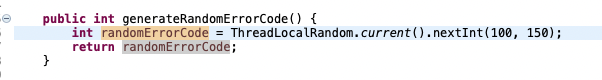 public int generateRandomErrorCode() {
int randomErrorCode = ThreadLocalRandom.current().nextInt(100, 150);
return randomErrorCode;
}